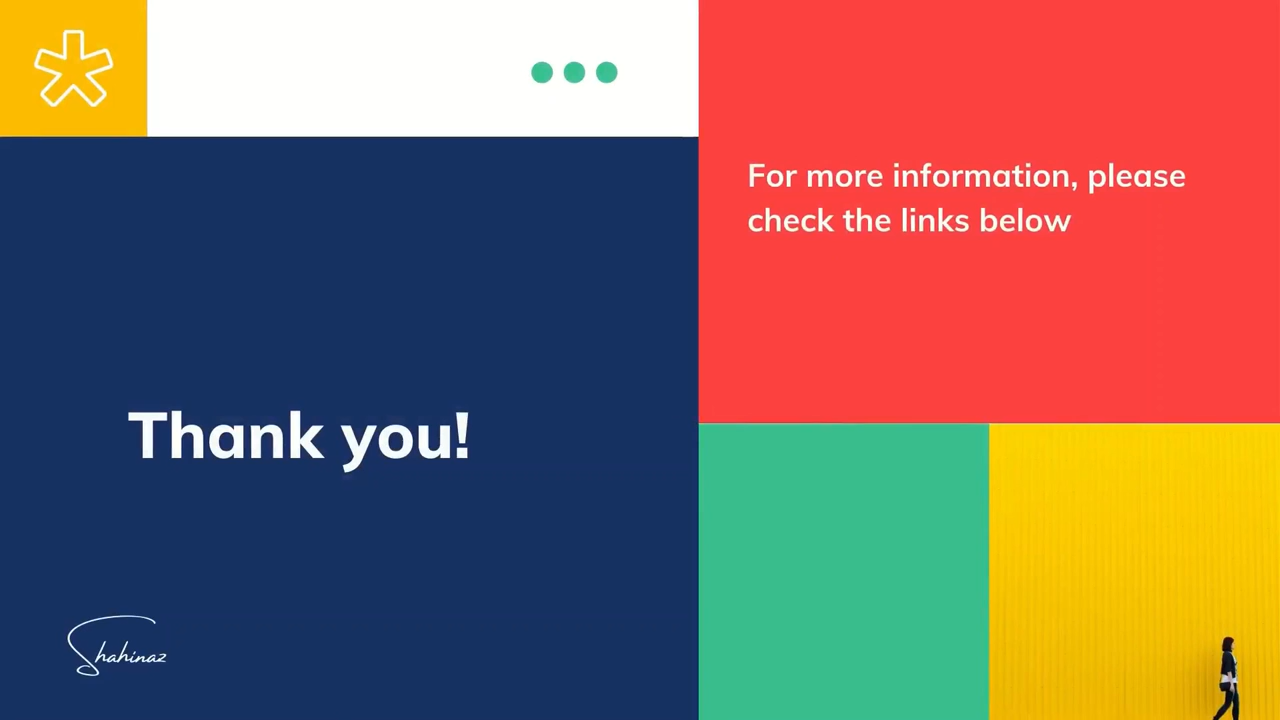 Thank you!
Shahinaz
For more information, please
check the links below